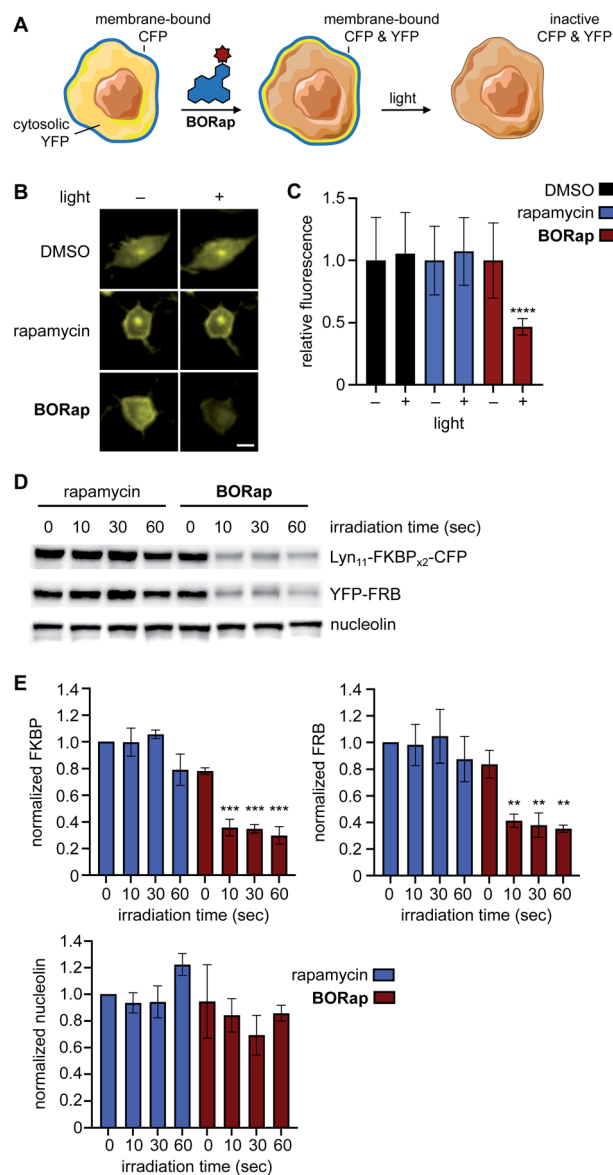 A
membrane-bound
CFP
cytosolic
YFP
BORap
membrane-bound
CFP & YFP
light
inactive
CFP & YFP
B
light – +
DMSO
rapamycin
BORap
C
DMSO
rapamycin
BORap
relative fluorescence
1.5
1.0
0.5
0
****
– + – + – +
light
D
rapamycin BORap
0 10 30 60 0 10 30 60 irradiation time (sec)
Lyn11-FKBPx2-CFP
YFP-FRB
nucleolin
E
normalized FKBP
1.4
1.2
1.0
0.8
0.6
0.4
0.2
0
*** *** ***
0 10 30 60 0 10 30 60
irradiation time (sec)
normalized FRB
1.4
1.2
1.0
0.8
0.6
0.4
0.2
0
** ** **
0 10 30 60 0 10 30 60
irradiation time (sec)
normalized nucleolin
1.4
1.2
1.0
0.8
0.6
0.4
0.2
0
0 10 30 60 0 10 30 60
irradiation time (sec)
rapamycin
BORap